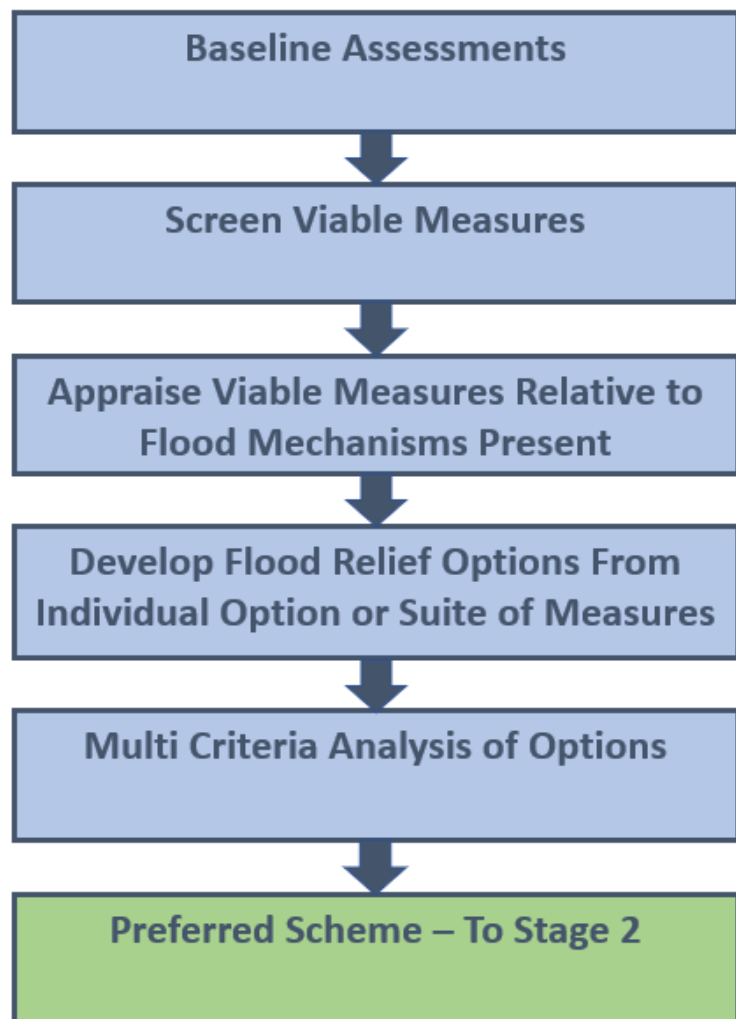 Baseline Assessments
Screen Viable Measures
Appraise Viable Measures Relative to
Flood Mechanisms Present
Develop Flood Relief Options From
Individual Option or Suite of Measures
Multi Criteria Analysis of Options
Preferred Scheme – To Stage 2